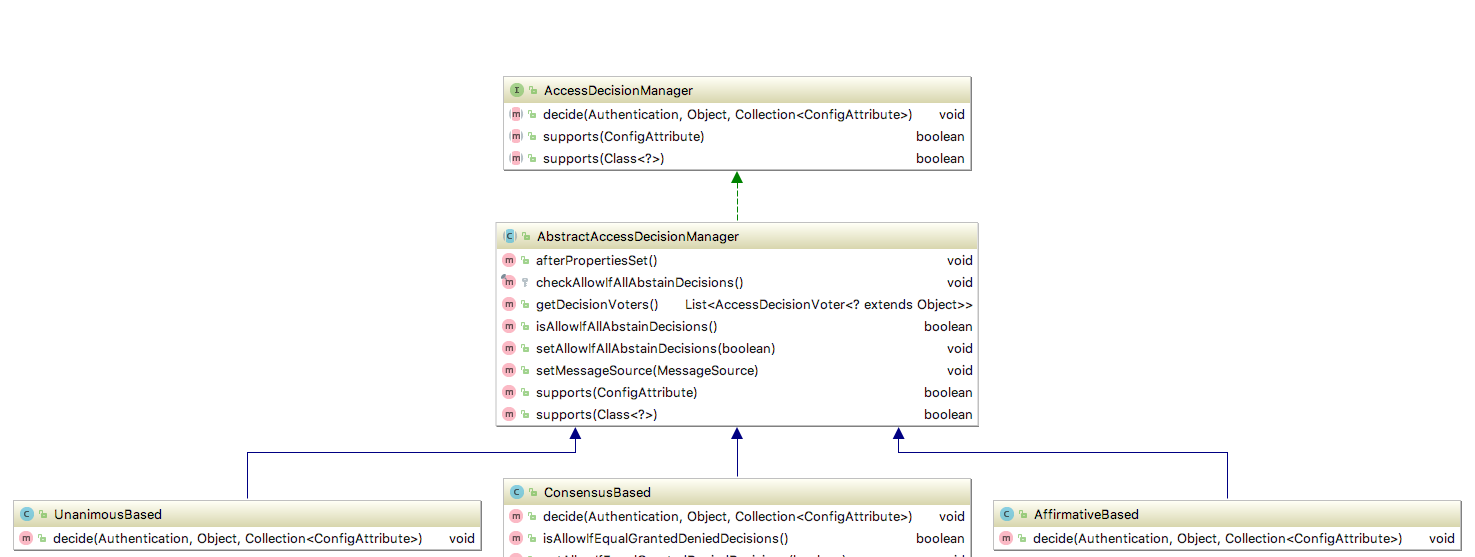 AccessDecisionManager
decide(Authentication, Object, Collection<ConfigAttribute>) void
supports(ConfigAttribute) boolean
supports(Class<?>) boolean
AbstractAccessDecisionManager
afterPropertiesSet() void
checkAllowIfAllAbstainDecisions() void
getDecisionVoters() List<AccessDecisionVoter<? extends Object>>
isAllowIfAllAbstainDecisions() boolean
setAllowIfAllAbstainDecisions(boolean) void
setMessageSource(MessageSource) void
supports(ConfigAttribute) boolean
supports(Class<?>) boolean
UnanimousBased
decide(Authentication, Object, Collection<ConfigAttribute>) void
ConsensusBased
decide(Authentication, Object, Collection<ConfigAttribute>) void
isAllowIfEqualGrantedDeniedDecisions() boolean
AffirmativeBased
decide(Authentication, Object, Collection<ConfigAttribute>) void